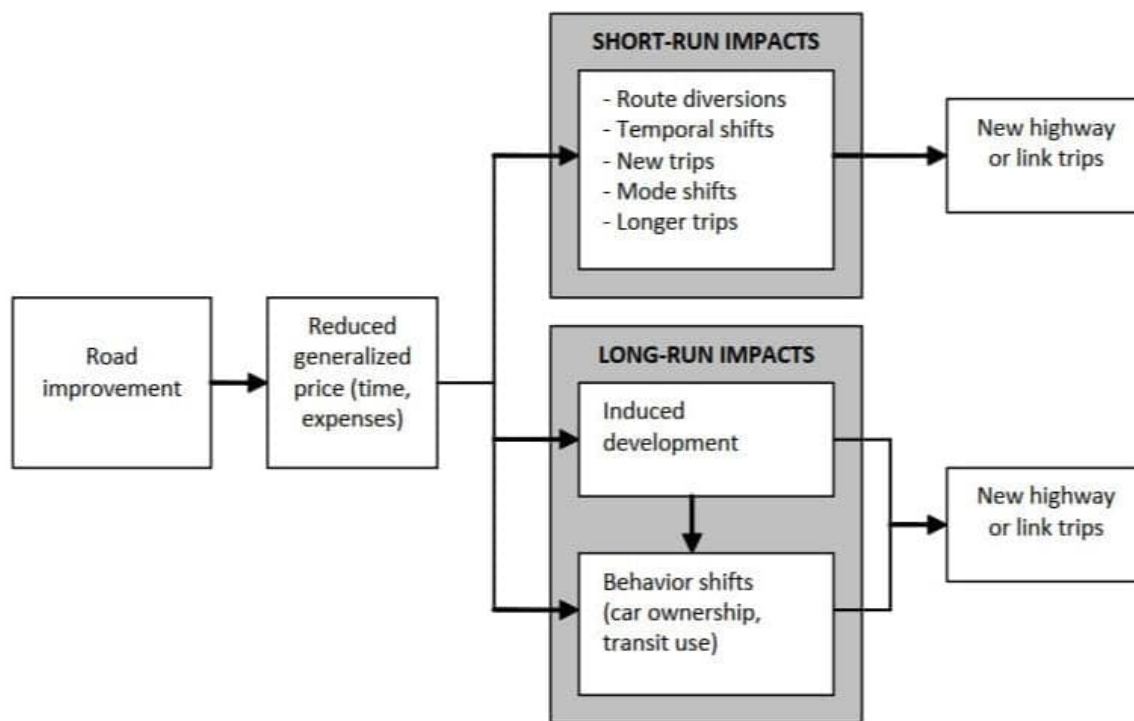 Road
improvement
Reduced
generalized
price (time,
expenses)
SHORT-RUN IMPACTS
- Route diversions
- Temporal shifts
- New trips
- Mode shifts
- Longer trips
New highway
or link trips
LONG-RUN IMPACTS
Induced
development
Behavior shifts
(car ownership,
transit use)
New highway
or link trips